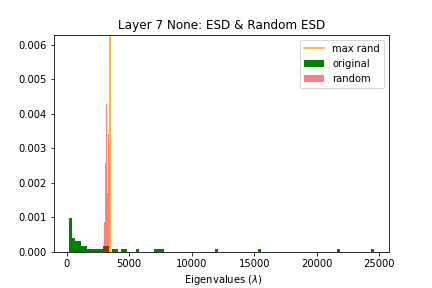 Layer 7 None: ESD & Random ESD
max rand
original
random
0.006
0.005
0.004
0.003
0.002
0.001
0.000
0 5000 10000 15000 20000 25000
Eigenvalues (λ)